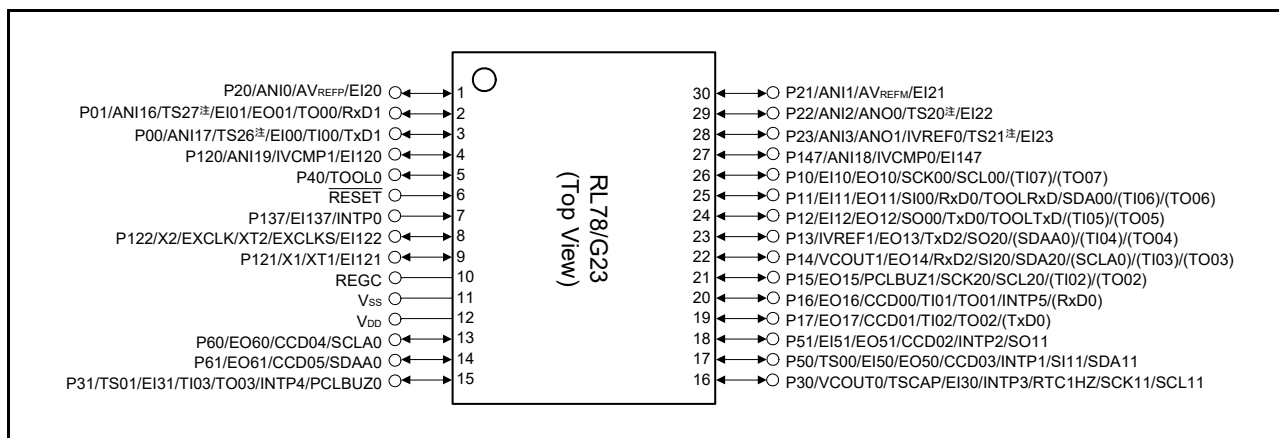 P20/ANI0/AVREFP/EI20 1
P01/ANI16/TS27注/EI01/EO01/TO00/RxD1 2
P00/ANI17/TS26注/EI00/TI00/TxD1 3
P120/ANI19/IVCMP1/EI120 4
P40/TOOL0 5
RESET 6
P137/EI137/INTP0 7
P122/X2/EXCLK/XT2/EXCLKS/EI122 8
P121/X1/XT1/EI121 9
REGC 10
VSS 11
VDD 12
P60/EO60/CCD04/SCLA0 13
P61/EO61/CCD05/SDAA0 14
P31/TS01/EI31/TI03/TO03/INTP4/PCLBUZ0 15
RL78/G23
(Top View)
30 P21/ANI1/AVREFM/EI21
29 P22/ANI2/ANO0/TS20注/EI22
28 P23/ANI3/ANO1/IVREF0/TS21注/EI23
27 P147/ANI18/IVCMP0/EI147
26 P10/EI10/EO10/SCK00/SCL00/(TI07)/(TO07)
25 P11/EI11/EO11/SI00/RxD0/TOOLRxD/SDA00/(TI06)/(TO06)
24 P12/EI12/EO12/SO00/TxD0/TOOLTxD/(TI05)/(TO05)
23 P13/IVREF1/EO13/TxD2/SO20/(SDAA0)/(TI04)/(TO04)
22 P14/VCOUT1/EO14/RxD2/SI20/SDA20/(SCLA0)/(TI03)/(TO03)
21 P15/EO15/PCLBUZ1/SCK20/SCL20/(TI02)/(TO02)
20 P16/EO16/CCD00/TI01/TO01/INTP5/(RxD0)
19 P17/EO17/CCD01/TI02/TO02/(TxD0)
18 P51/EI51/EO51/CCD02/INTP2/SO11
17 P50/TS00/EI50/EO50/CCD03/INTP1/SI11/SDA11
16 P30/VCOUT0/TSCAP/EI30/INTP3/RTC1HZ/SCK11/SCL11